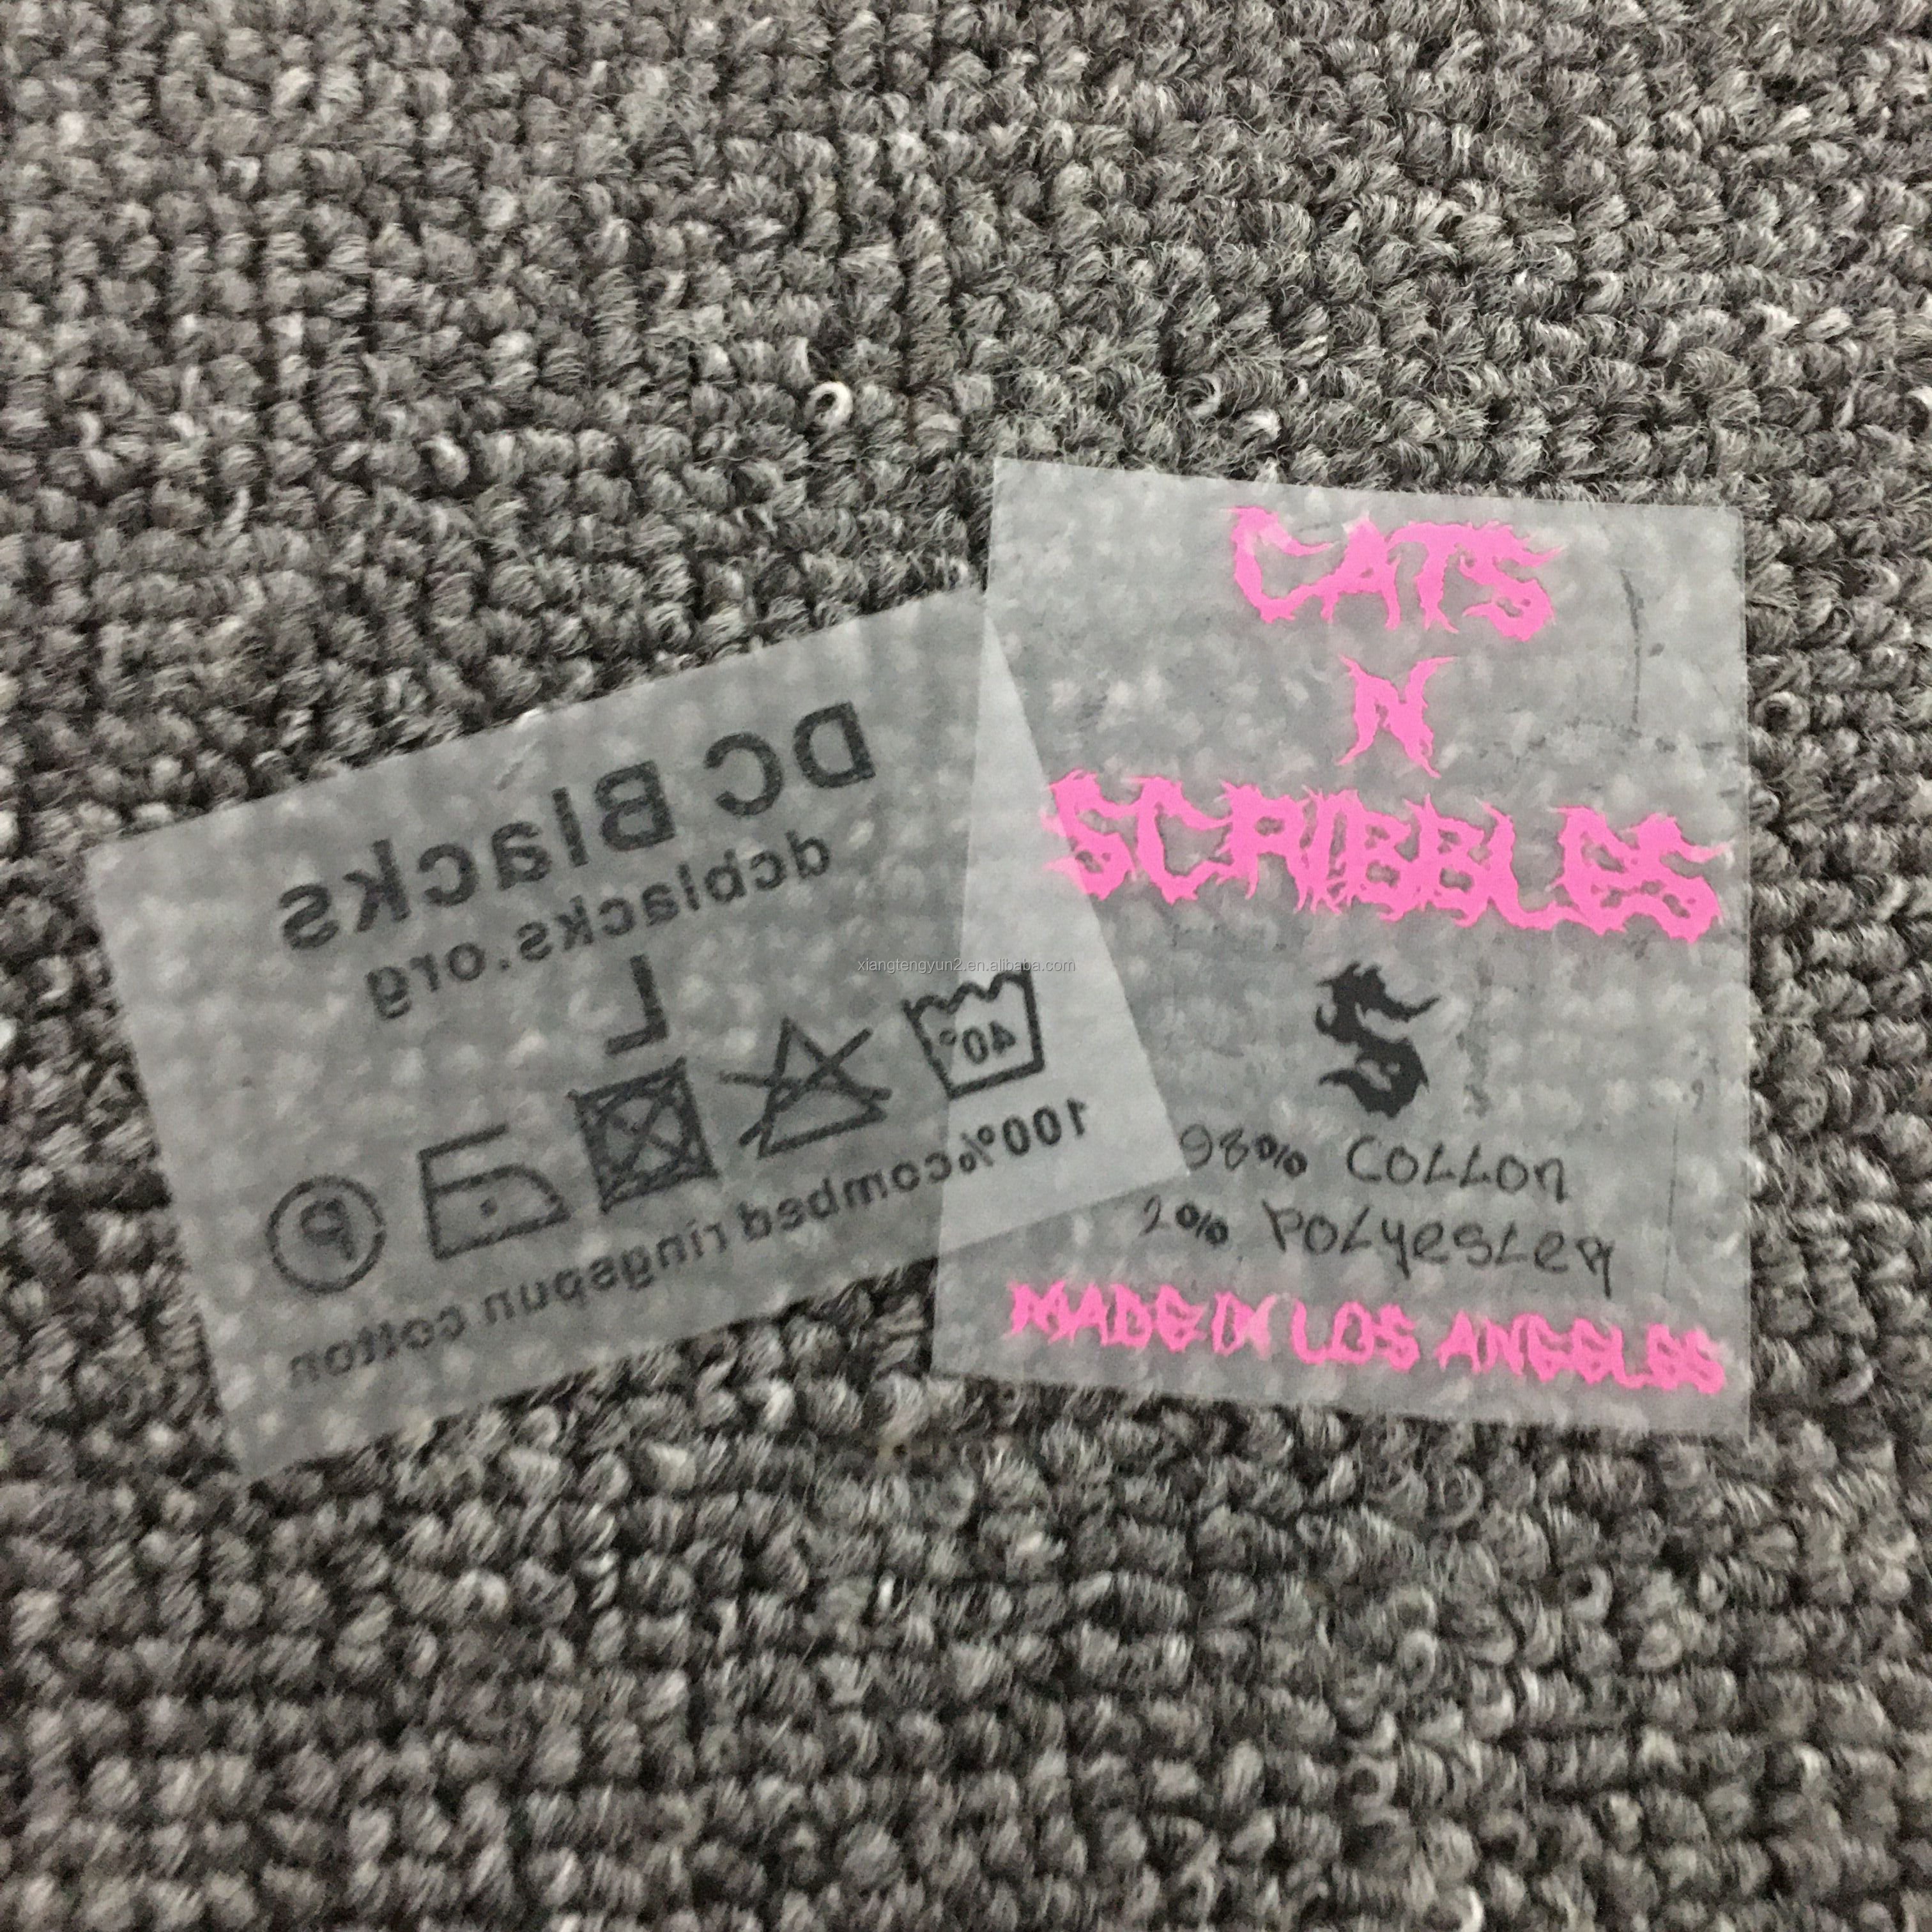 DC Blacks
dcblacks.org
L
40°
P
100%combed ringspun cotton
CATS
N
SCRIBBLES
S
98% COTTON
2% POLYESTER
MADE IN LOS ANGELES
xiangtengyun2.en.alibaba.com